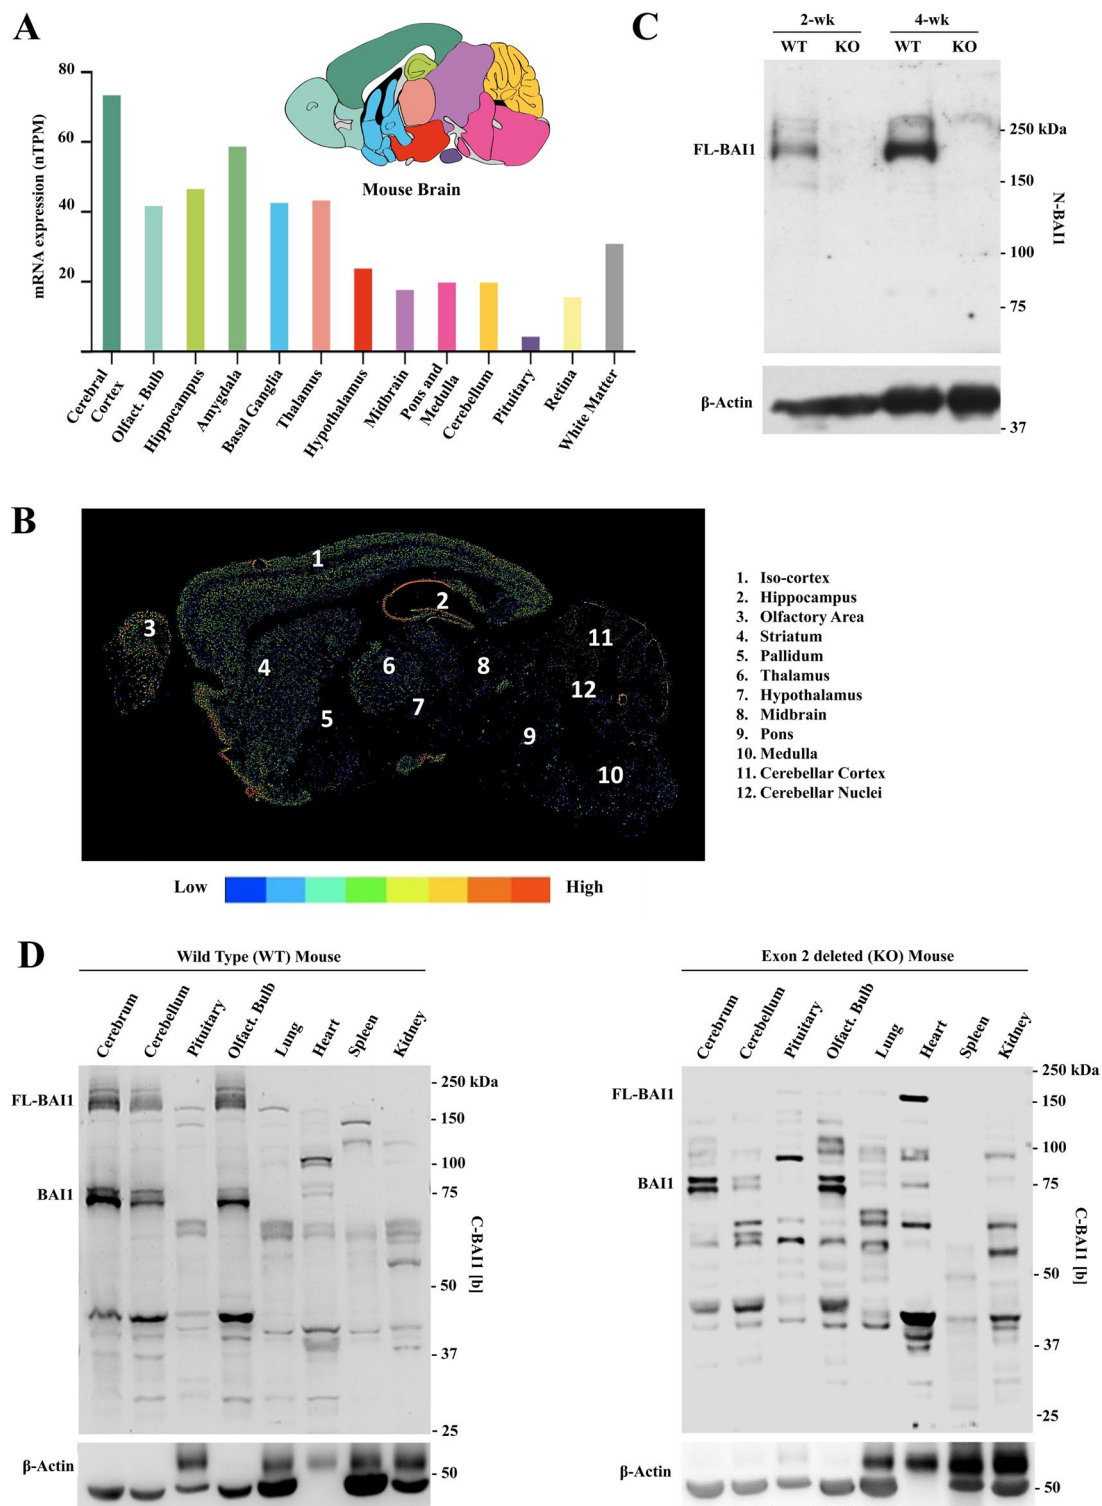 A
80
60
40
20
mRNA expression (nTPM)
Mouse Brain
Cerebral
Cortex
Olfact. Bulb
Hippocampus
Amygdala
Basal Ganglia
Thalamus
Hypothalamus
Midbrain
Pons and
Medulla
Cerebellum
Pituitary
Retina
White Matter
C
2-wk
4-wk
WT
KO
WT
KO
FL-BAI1
- 250 kDa
- 150
- 100
- 75
N-BAI1
β-Actin
- 37
B
1
2
3
4
5
6
7
8
9
10
11
12
1. Iso-cortex
2. Hippocampus
3. Olfactory Area
4. Striatum
5. Pallidum
6. Thalamus
7. Hypothalamus
8. Midbrain
9. Pons
10. Medulla
11. Cerebellar Cortex
12. Cerebellar Nuclei
Low
High
D
Wild Type (WT) Mouse
Cerebrum
Cerebellum
Pituitary
Olfact. Bulb
Lung
Heart
Spleen
Kidney
FL-BAI1
BAI1
- 250 kDa
- 150
- 100
- 75
- 50
- 37
- 25
C-BAI1 [b]
β-Actin
- 50
Exon 2 deleted (KO) Mouse
Cerebrum
Cerebellum
Pituitary
Olfact. Bulb
Lung
Heart
Spleen
Kidney
FL-BAI1
BAI1
- 250 kDa
- 150
- 100
- 75
- 50
- 37
- 25
C-BAI1 [b]
β-Actin
- 50